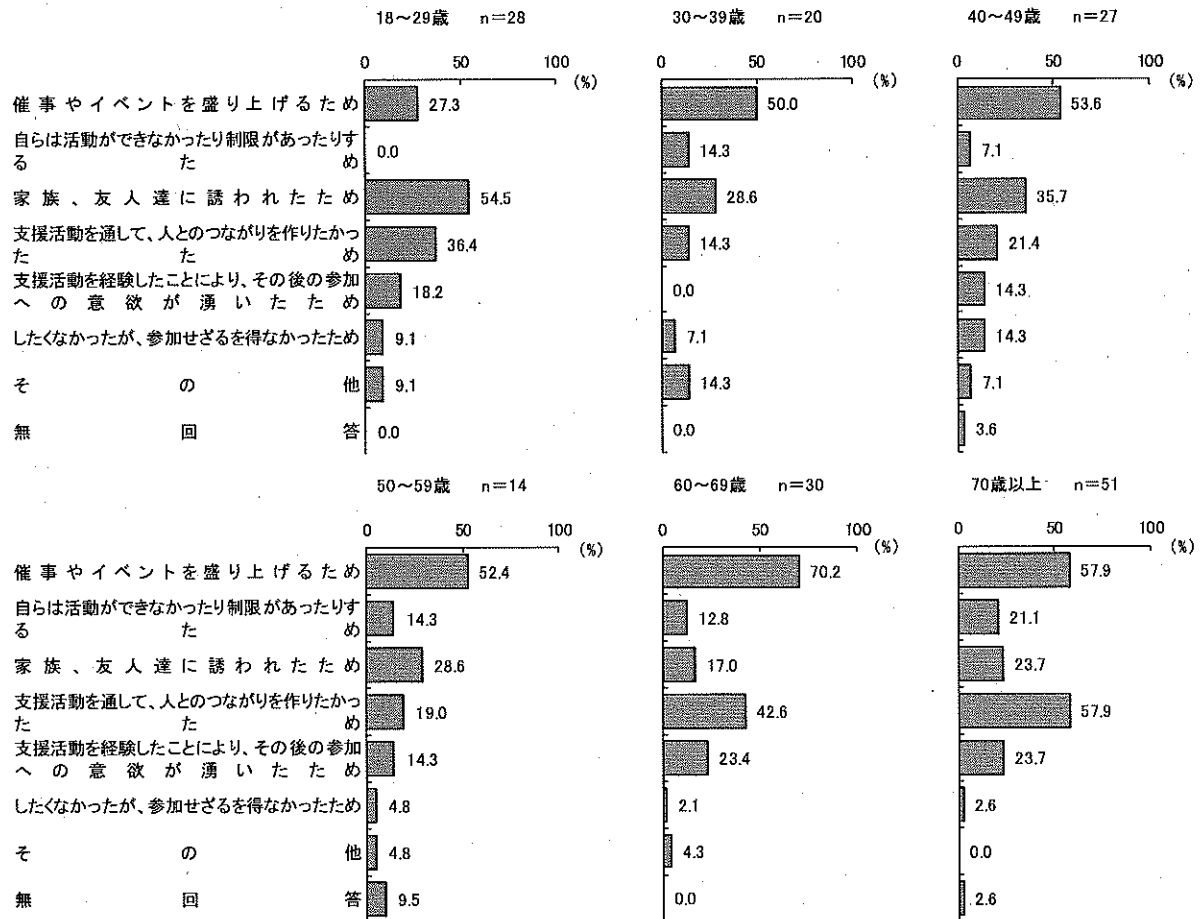 18～29歳 n=28 30～39歳 n=20 40～49歳 n=27
0 50 100 0 50 100 0 50 100
(%) (%) (%)
催事やイベントを盛り上げるため 27.3 50.0 53.6
自らは活動ができなかったり制限があったりす
るため 0.0 14.3 7.1
家族、友人達に誘われたため 54.5 28.6 35.7
支援活動を通して、人とのつながりを作りたかっ
たため 36.4 14.3 21.4
支援活動を経験したことにより、その後の参加
への意欲が湧いたため 18.2 0.0 14.3
したくなかったが、参加せざるを得なかったため 9.1 7.1 14.3
その他 9.1 14.3 7.1
無回答 0.0 0.0 3.6
50～59歳 n=14 60～69歳 n=30 70歳以上 n=51
0 50 100 0 50 100 0 50 100
(%) (%) (%)
催事やイベントを盛り上げるため 52.4 70.2 57.9
自らは活動ができなかったり制限があったりす
るため 14.3 12.8 21.1
家族、友人達に誘われたため 28.6 17.0 23.7
支援活動を通して、人とのつながりを作りたかっ
たため 19.0 42.6 57.9
支援活動を経験したことにより、その後の参加
への意欲が湧いたため 14.3 23.4 23.7
したくなかったが、参加せざるを得なかったため 4.8 2.1 2.6
その他 4.8 4.3 0.0
無回答 9.5 0.0 2.6